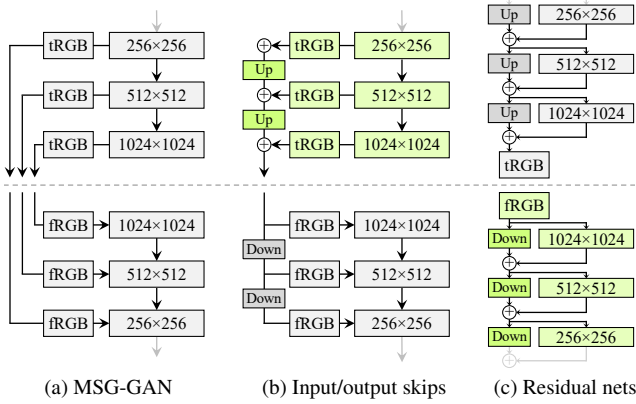 tRGB 256×256
tRGB 512×512
tRGB 1024×1024
fRGB 1024×1024
fRGB 512×512
fRGB 256×256
(a) MSG-GAN
tRGB 256×256
Up
tRGB 512×512
Up
tRGB 1024×1024
fRGB 1024×1024
Down
fRGB 512×512
Down
fRGB 256×256
(b) Input/output skips
Up 256×256
Up 512×512
Up 1024×1024
tRGB
fRGB
Down 1024×1024
Down 512×512
Down 256×256
(c) Residual nets